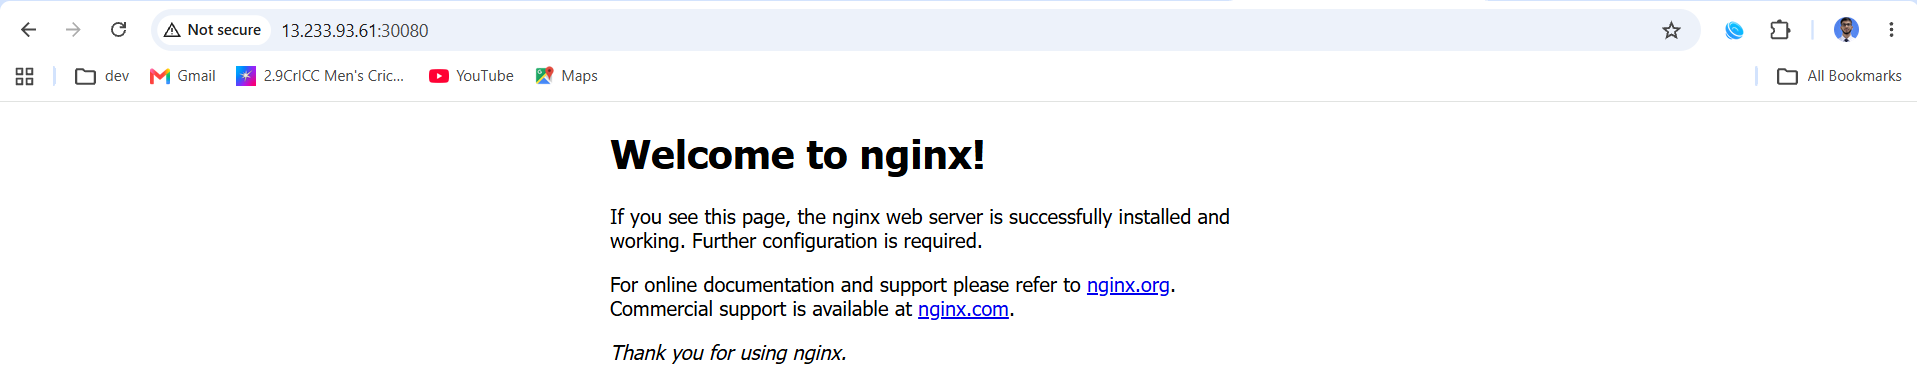 Not secure 13.233.93.61:30080
dev Gmail 2.9CrICC Men's Cric... YouTube Maps All Bookmarks
Welcome to nginx!
If you see this page, the nginx web server is successfully installed and
working. Further configuration is required.
For online documentation and support please refer to nginx.org.
Commercial support is available at nginx.com.
Thank you for using nginx.